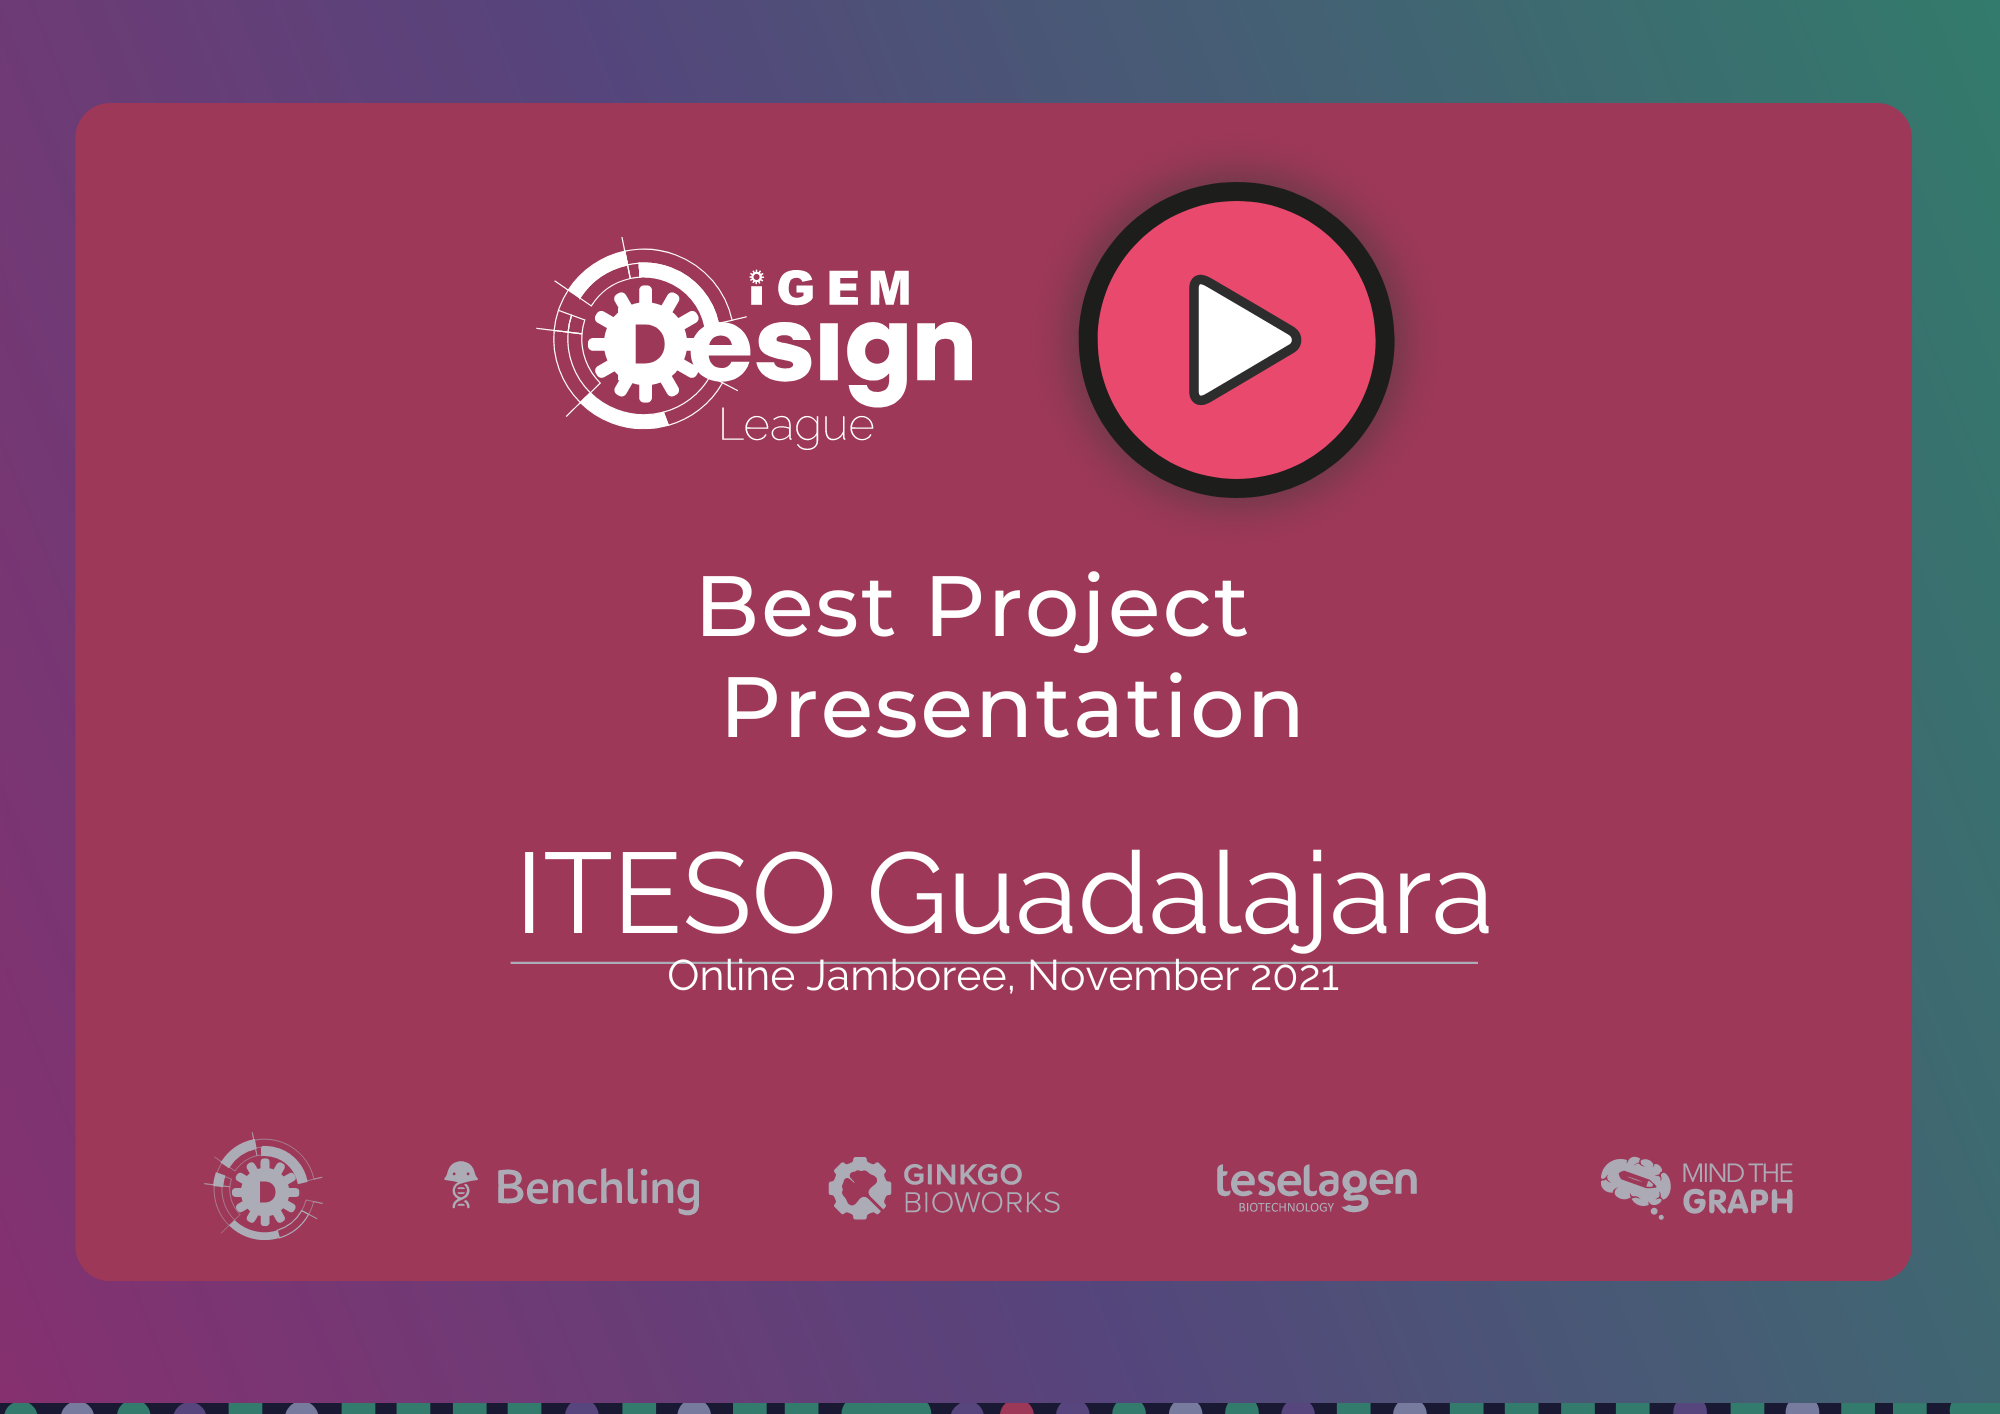 iGEM
Design
League
Best Project
Presentation
ITESO Guadalajara
Online Jamboree, November 2021
D
Benchling
GINKGO
BIOWORKS
teselagen
BIOTECHNOLOGY
MIND THE
GRAPH